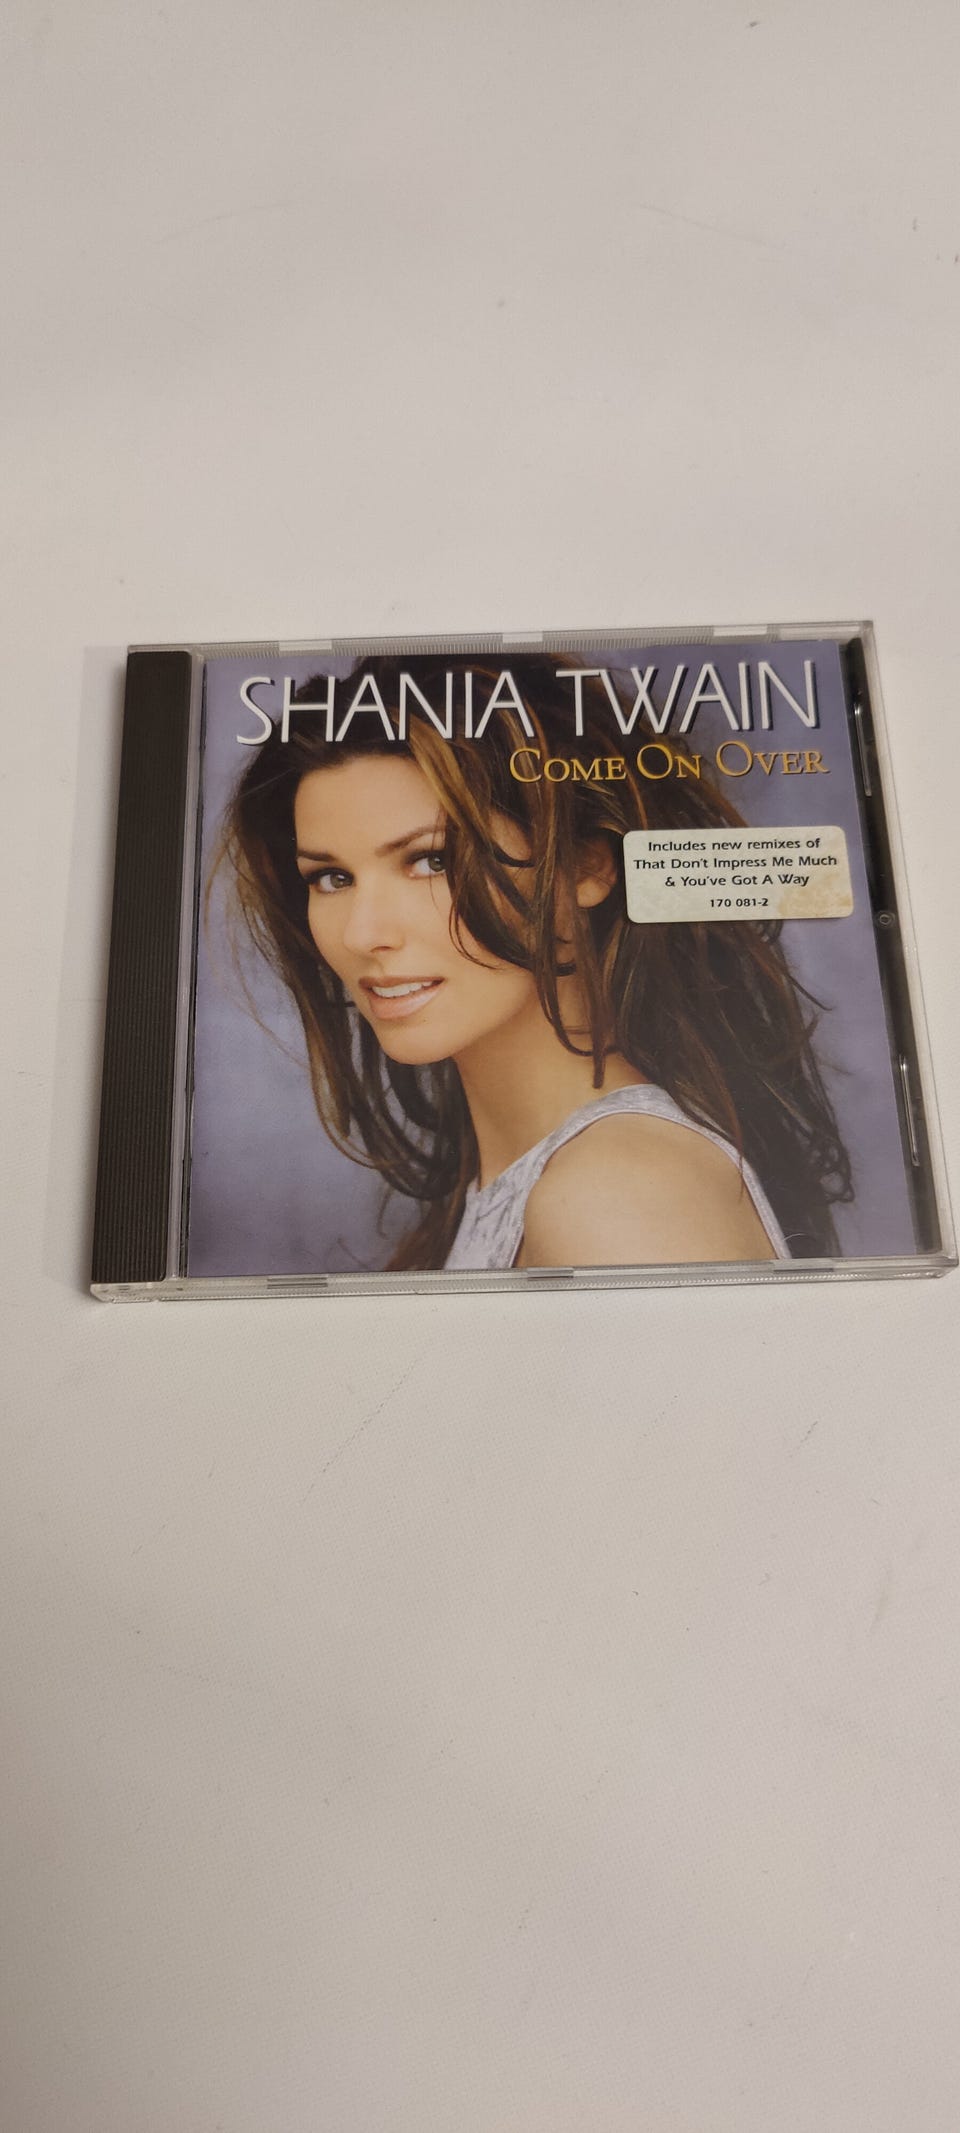 SHANIA TWAIN
COME ON OVER
Includes new remixes of
That Don't Impress Me Much
& You've Got A Way
170 081-2